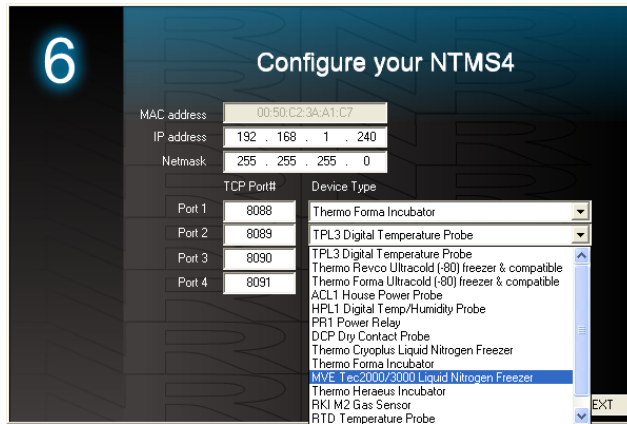 6
Configure your NTMS4
MAC address 00:50:C2:3A:A1:C7
IP address 192 . 168 . 1 . 240
Netmask 255 . 255 . 255 . 0
TCP Port# Device Type
Port 1 8088 Thermo Forma Incubator
Port 2 8089 TPL3 Digital Temperature Probe
Port 3 8090
Port 4 8091
TPL3 Digital Temperature Probe
Thermo Revco Ultracold (-80) freezer & compatible
Thermo Forma Ultracold (-80) freezer & compatible
ACL1 House Power Probe
HPL1 Digital Temp/Humidity Probe
PR1 Power Relay
DCP Dry Contact Probe
Thermo Cryoplus Liquid Nitrogen Freezer
Thermo Forma Incubator
MVE Tec2000/3000 Liquid Nitrogen Freezer
Thermo Heraeus Incubator
RKI M2 Gas Sensor
RTD Temperature Probe
EXT